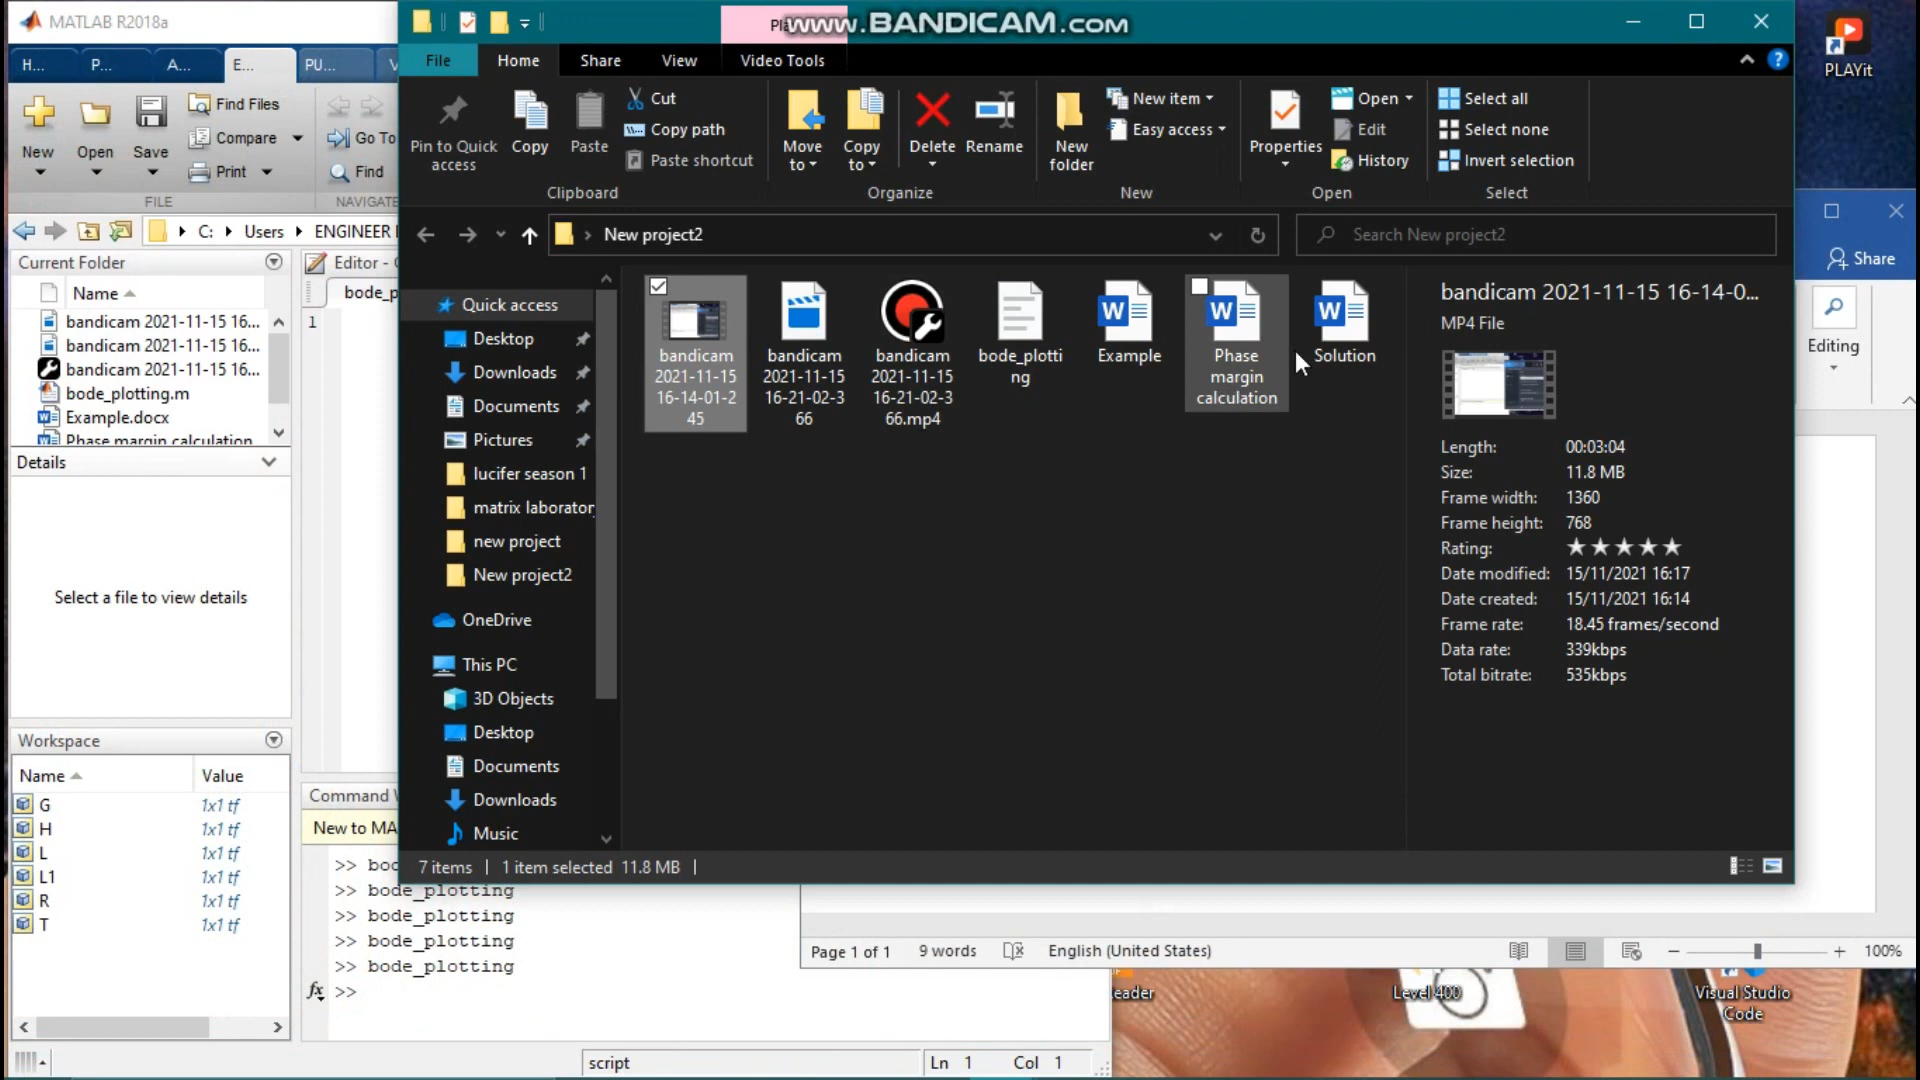 MATLAB R2018a
H...
P...
A...
E...
PU...
V
New
Open
Save
Find Files
Compare
Print
Go To
Find
FILE
NAVIGATE
C:
Users
ENGINEER
Current Folder
Name
bandicam 2021-11-15 16...
bandicam 2021-11-15 16...
bandicam 2021-11-15 16...
bode_plotting.m
Example.docx
Phase margin calculation
Details
Select a file to view details
Workspace
Name
Value
G
1x1 tf
H
1x1 tf
L
1x1 tf
L1
1x1 tf
R
1x1 tf
T
1x1 tf
Editor -
bode_p
1
Command
New to MA
>> boo
>> bode_plotting
>> bode_plotting
>> bode_plotting
>> bode_plotting
fx >>
script
Ln 1
Col 1
www.BANDICAM.com
File
Home
Share
View
Video Tools
Pin to Quick
access
Copy
Paste
Cut
Copy path
Paste shortcut
Clipboard
Move
to
Copy
to
Delete
Rename
Organize
New
folder
New item
Easy access
New
Properties
Open
Edit
History
Open
Select all
Select none
Invert selection
Select
New project2
Search New project2
Quick access
Desktop
Downloads
Documents
Pictures
lucifer season 1
matrix laborator
new project
New project2
OneDrive
This PC
3D Objects
Desktop
Documents
Downloads
Music
bandicam
2021-11-15
16-14-01-2
45
bandicam
2021-11-15
16-21-02-3
66
bandicam
2021-11-15
16-21-02-3
66.mp4
bode_plotti
ng
Example
Phase
margin
calculation
Solution
bandicam 2021-11-15 16-14-0...
MP4 File
Length: 00:03:04
Size: 11.8 MB
Frame width: 1360
Frame height: 768
Rating:
Date modified: 15/11/2021 16:17
Date created: 15/11/2021 16:14
Frame rate: 18.45 frames/second
Data rate: 339kbps
Total bitrate: 535kbps
7 items
1 item selected 11.8 MB
PLAYit
Share
Editing
Page 1 of 1
9 words
English (United States)
100%
eader
Level 400
Visual Studio
Code